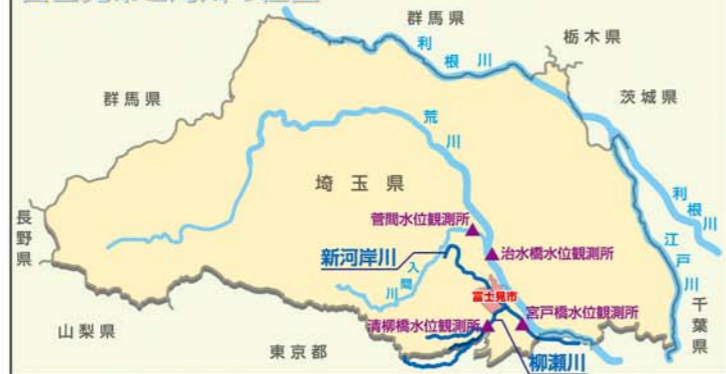 群馬県
栃木県
利根川
群馬県
茨城県
荒川
埼玉県
長野県
菅間水位観測所
利根川
治水橋水位観測所
新河岸川
入間川
江戸川
富士見市
宮戸橋水位観測所
清柳橋水位観測所
千葉県
山梨県
東京都
柳瀬川